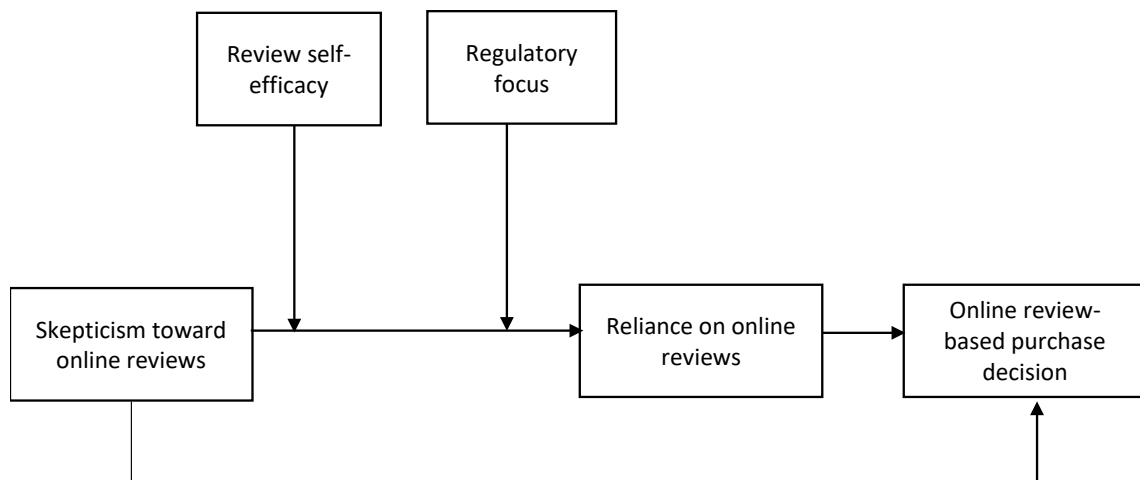 Review self-
efficacy
Regulatory
focus
Skepticism toward
online reviews
Reliance on online
reviews
Online review-
based purchase
decision